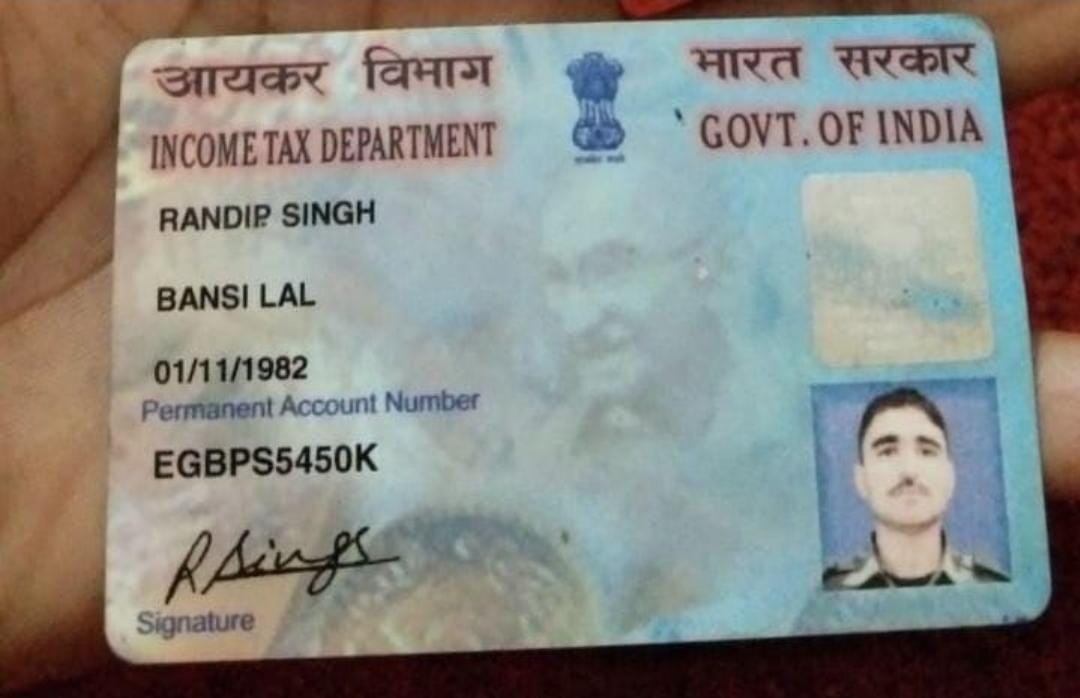 आयकर विभाग
INCOME TAX DEPARTMENT
भारत सरकार
GOVT. OF INDIA
RANDIP SINGH
BANSI LAL
01/11/1982
Permanent Account Number
EGBPS5450K
R Singh
Signature